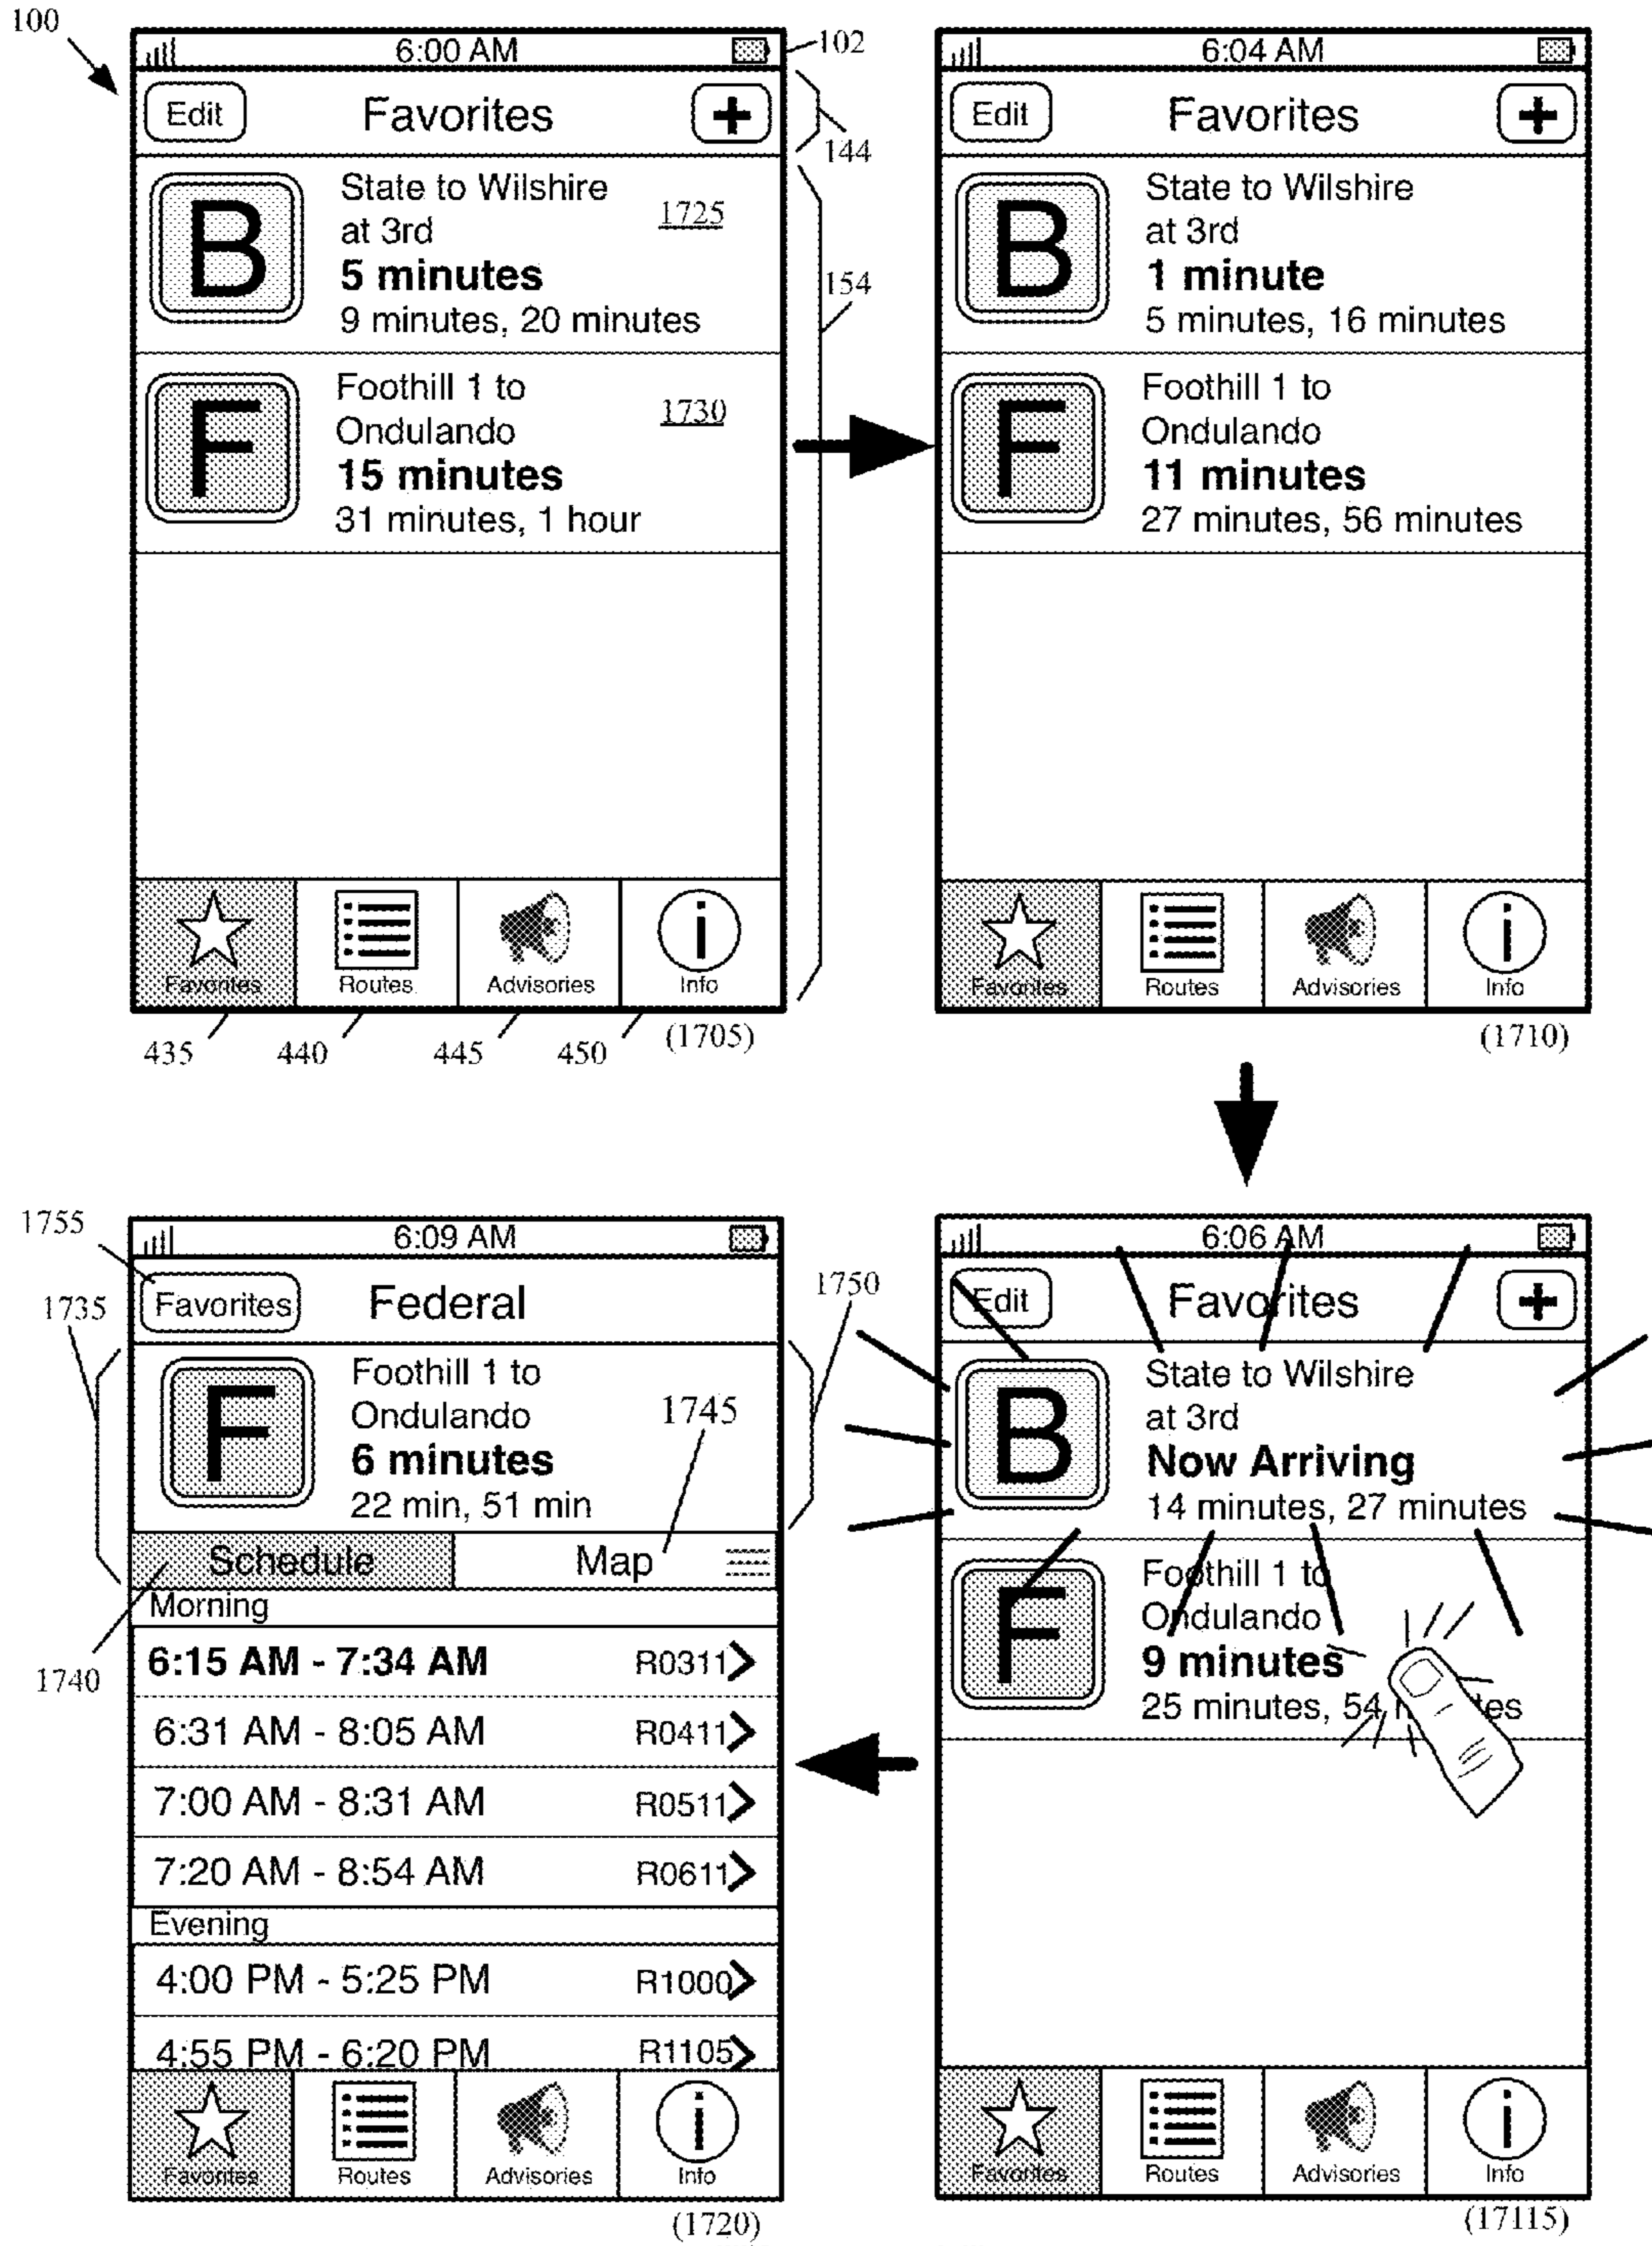 100
6:00 AM
102
Edit
Favorites
+
144
B
State to Wilshire
at 3rd
1725
5 minutes
9 minutes, 20 minutes
154
F
Foothill 1 to
Ondulando
1730
15 minutes
31 minutes, 1 hour
Favorites
Routes
Advisories
i
Info
435
440
445
450
(1705)
6:04 AM
Edit
Favorites
+
B
State to Wilshire
at 3rd
1 minute
5 minutes, 16 minutes
F
Foothill 1 to
Ondulando
11 minutes
27 minutes, 56 minutes
Favorites
Routes
Advisories
i
Info
(1710)
6:06 AM
Edit
Favorites
+
B
State to Wilshire
at 3rd
Now Arriving
14 minutes, 27 minutes
F
Foothill 1 to
Ondulando
9 minutes
25 minutes, 54
Favorites
Routes
Advisories
i
Info
(17115)
1755
6:09 AM
Favorites
Federal
1735
1750
F
Foothill 1 to
Ondulando
1745
6 minutes
22 min, 51 min
Schedule
Map
1740
Morning
6:15 AM - 7:34 AM R0311
6:31 AM - 8:05 AM R0411
7:00 AM - 8:31 AM R0511
7:20 AM - 8:54 AM R0611
Evening
4:00 PM - 5:25 PM R1000
4:55 PM - 6:20 PM R1105
Favorites
Routes
Advisories
i
Info
(1720)